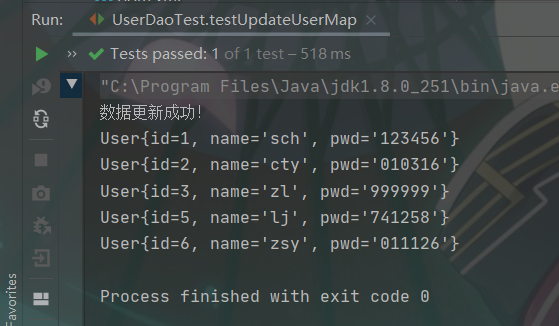 Run: UserDaoTest.testUpdateUserMap ×
Tests passed: 1 of 1 test – 518 ms
"C:\Program Files\Java\jdk1.8.0_251\bin\java.e
数据更新成功!
User{id=1, name='sch', pwd='123456'}
User{id=2, name='cty', pwd='010316'}
User{id=3, name='zl', pwd='999999'}
User{id=5, name='lj', pwd='741258'}
User{id=6, name='zsy', pwd='011126'}
Process finished with exit code 0
Favorites